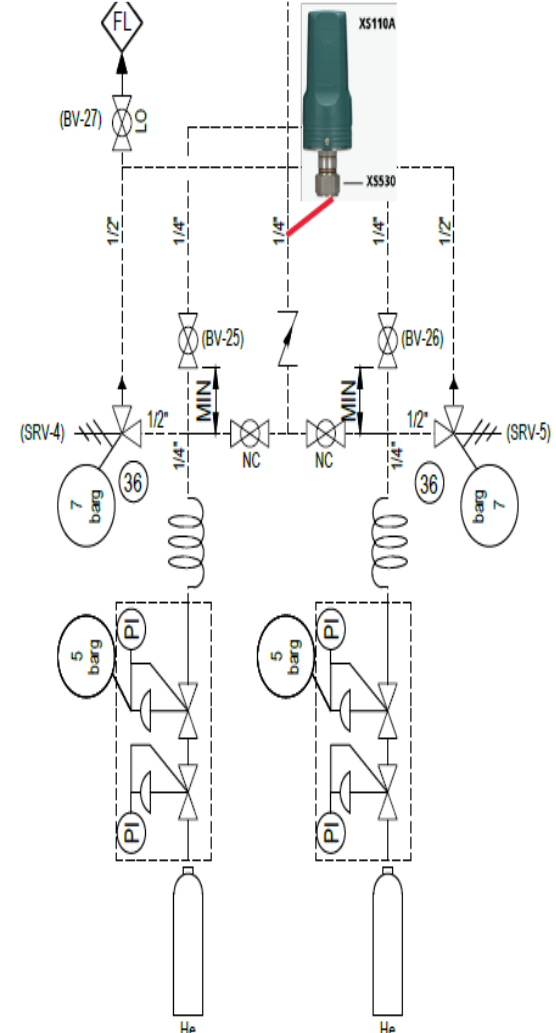 FL
XS110A
(BV-27)
LO
XS530
1/2"
1/4"
1/4"
1/4"
1/2"
(BV-25)
(BV-26)
MIN
MIN
(SRV-4)
1/2"
1/2"
(SRV-5)
NC
NC
1/4"
1/4"
36
36
7
barg
barg
7
5
barg
PI
5
barg
PI
PI
PI
He
He